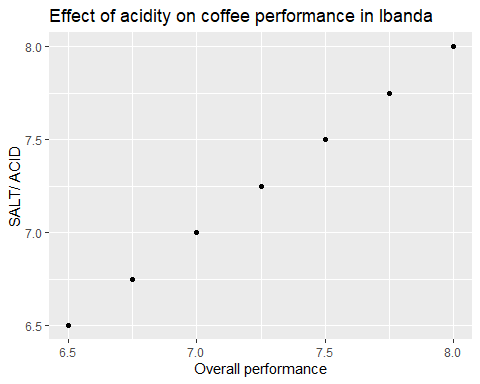 Effect of acidity on coffee performance in Ibanda
8.0
7.5
7.0
6.5
SALT/ ACID
6.5 7.0 7.5 8.0
Overall performance